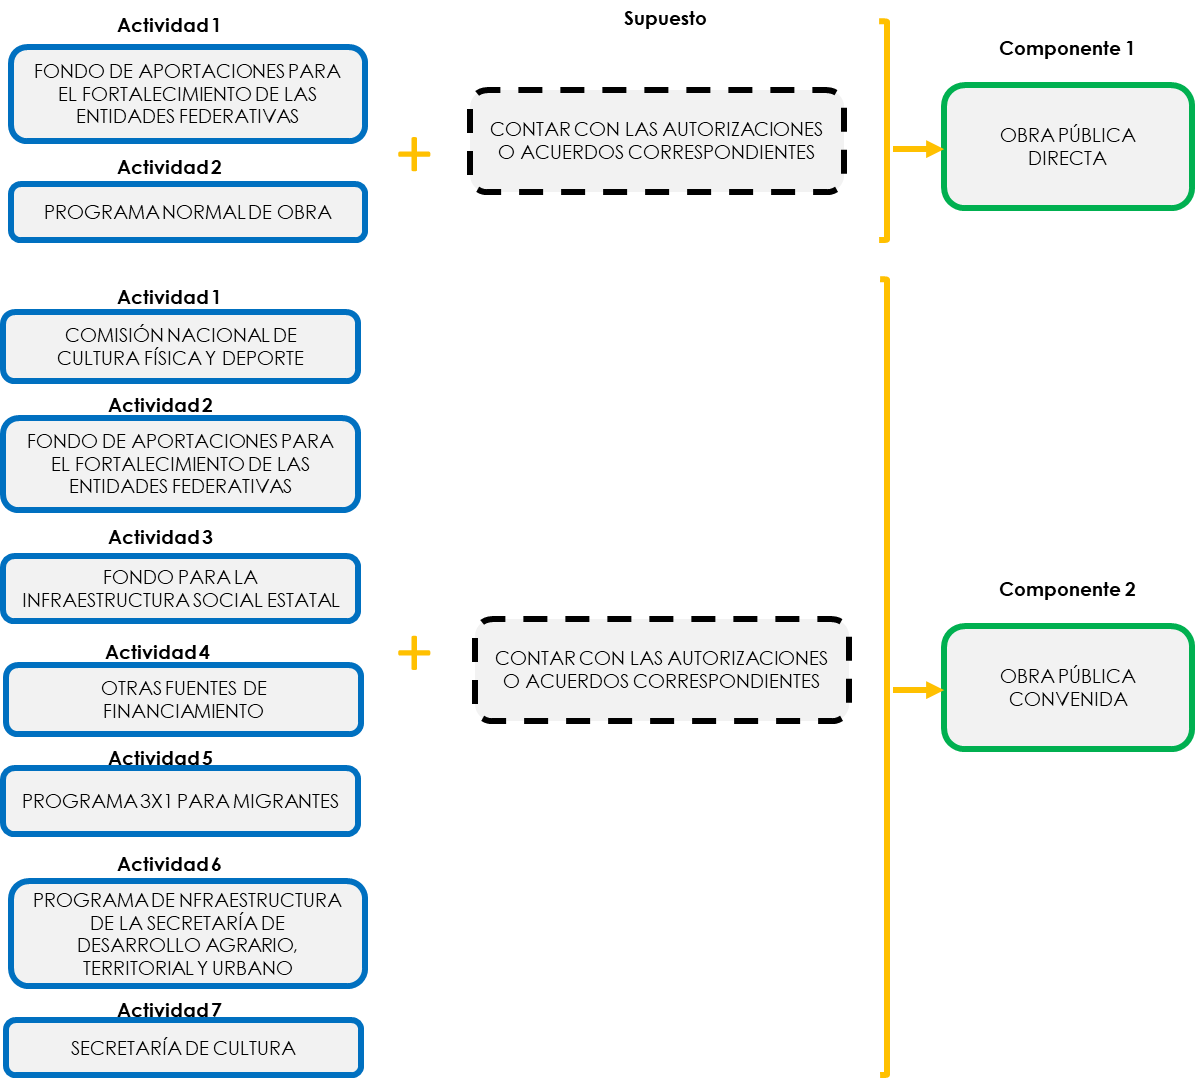 Actividad 1
FONDO DE APORTACIONES PARA
EL FORTALECIMIENTO DE LAS
ENTIDADES FEDERATIVAS
Actividad 2
PROGRAMA NORMAL DE OBRA
Supuesto
CONTAR CON LAS AUTORIZACIONES
O ACUERDOS CORRESPONDIENTES
Componente 1
OBRA PÚBLICA
DIRECTA
Actividad 1
COMISIÓN NACIONAL DE
CULTURA FÍSICA Y DEPORTE
Actividad 2
FONDO DE APORTACIONES PARA
EL FORTALECIMIENTO DE LAS
ENTIDADES FEDERATIVAS
Actividad 3
FONDO PARA LA
INFRAESTRUCTURA SOCIAL ESTATAL
Actividad 4
OTRAS FUENTES DE
FINANCIAMIENTO
Actividad 5
PROGRAMA 3X1 PARA MIGRANTES
Actividad 6
PROGRAMA DE NFRAESTRUCTURA
DE LA SECRETARÍA DE
DESARROLLO AGRARIO,
TERRITORIAL Y URBANO
Actividad 7
SECRETARÍA DE CULTURA
CONTAR CON LAS AUTORIZACIONES
O ACUERDOS CORRESPONDIENTES
Componente 2
OBRA PÚBLICA
CONVENIDA